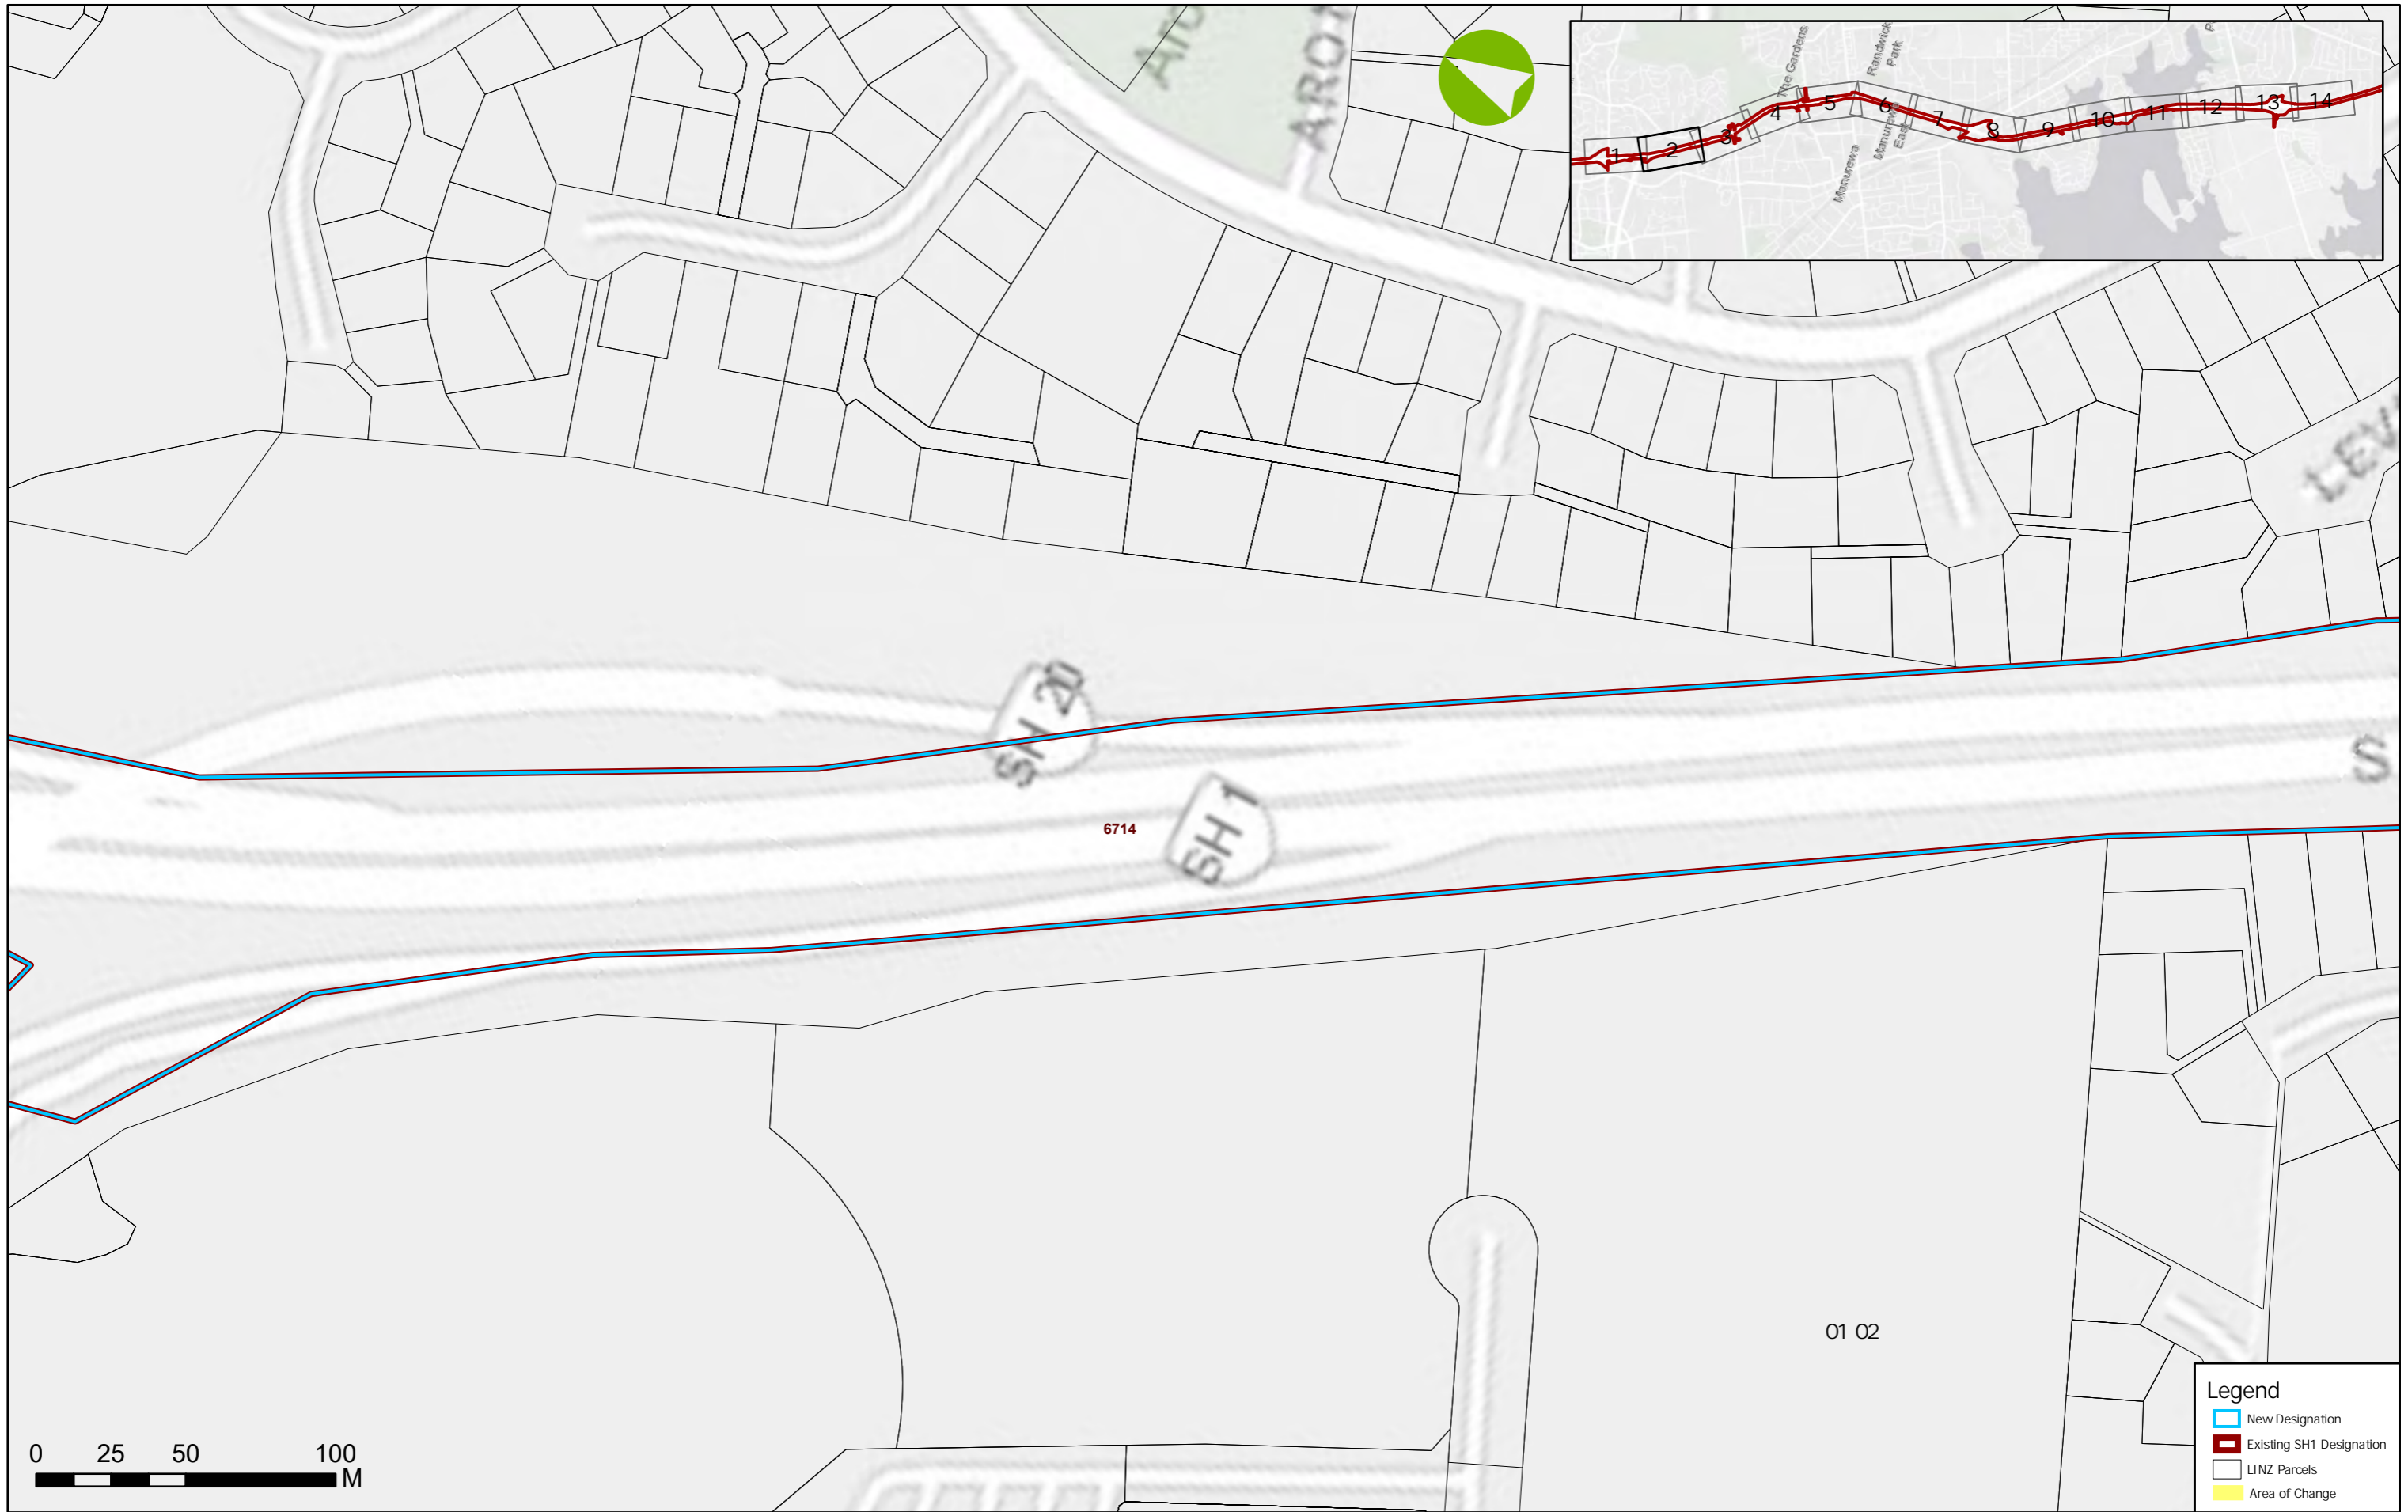 The Gardens
Randwick
Park
1
2
3
4
5
6
7
8
9
10
11
12
13
14
Manurewa
East
Manurewa
SH 20
SH 1
6714
S
01 02
0 25 50 100
M
Legend
New Designation
Existing SH1 Designation
LINZ Parcels
Area of Change